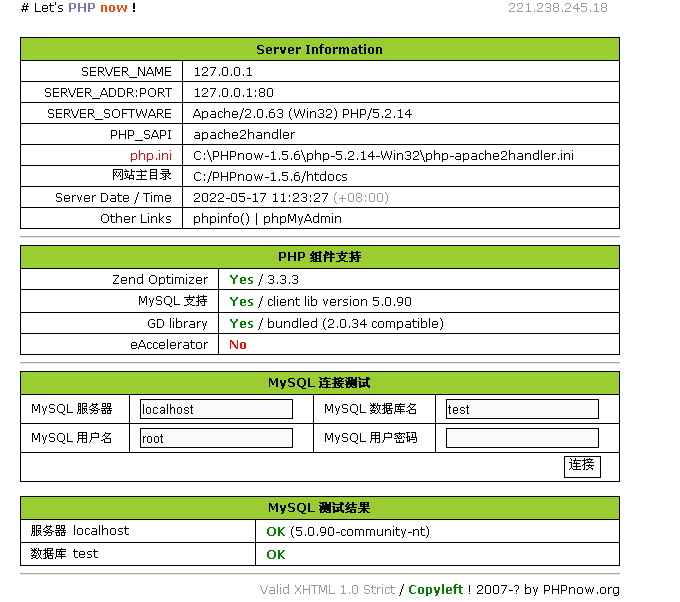 # Let's PHP now ! 221.238.245.18
Server Information
SERVER_NAME 127.0.0.1
SERVER_ADDR:PORT 127.0.0.1:80
SERVER_SOFTWARE Apache/2.0.63 (Win32) PHP/5.2.14
PHP_SAPI apache2handler
php.ini C:\PHPnow-1.5.6\php-5.2.14-Win32\php-apache2handler.ini
网站主目录 C:/PHPnow-1.5.6/htdocs
Server Date / Time 2022-05-17 11:23:27 (+08:00)
Other Links phpinfo() | phpMyAdmin
PHP 组件支持
Zend Optimizer Yes / 3.3.3
MySQL 支持 Yes / client lib version 5.0.90
GD library Yes / bundled (2.0.34 compatible)
eAccelerator No
MySQL 连接测试
MySQL 服务器 localhost MySQL 数据库名 test
MySQL 用户名 root MySQL 用户密码
连接
MySQL 测试结果
服务器 localhost OK (5.0.90-community-nt)
数据库 test OK
Valid XHTML 1.0 Strict / Copyleft ! 2007-? by PHPnow.org